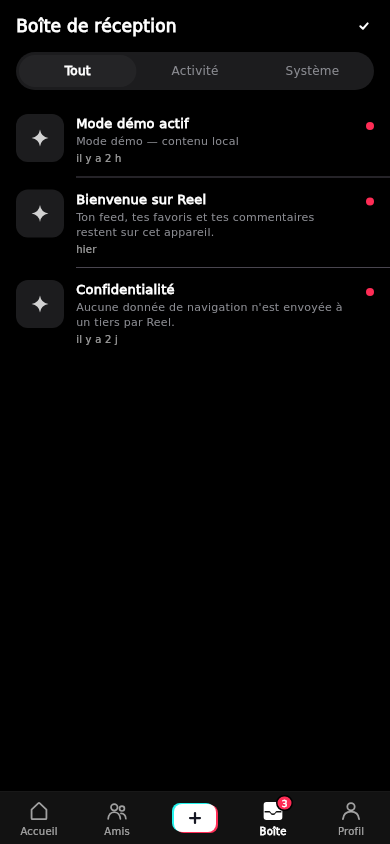 Boîte de réception
Tout
Activité
Système
Mode démo actif
Mode démo — contenu local
il y a 2 h
Bienvenue sur Reel
Ton feed, tes favoris et tes commentaires
restent sur cet appareil.
hier
Confidentialité
Aucune donnée de navigation n'est envoyée à
un tiers par Reel.
il y a 2 j
3
Accueil
Amis
Boîte
Profil